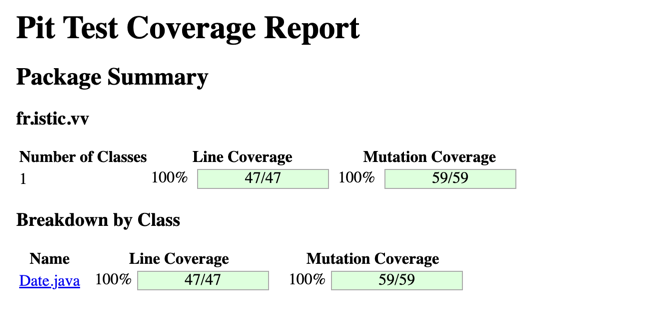 Pit Test Coverage Report
Package Summary
fr.istic.vv
Number of Classes Line Coverage Mutation Coverage
1 100% 47/47 100% 59/59
Breakdown by Class
Name Line Coverage Mutation Coverage
Date.java 100% 47/47 100% 59/59